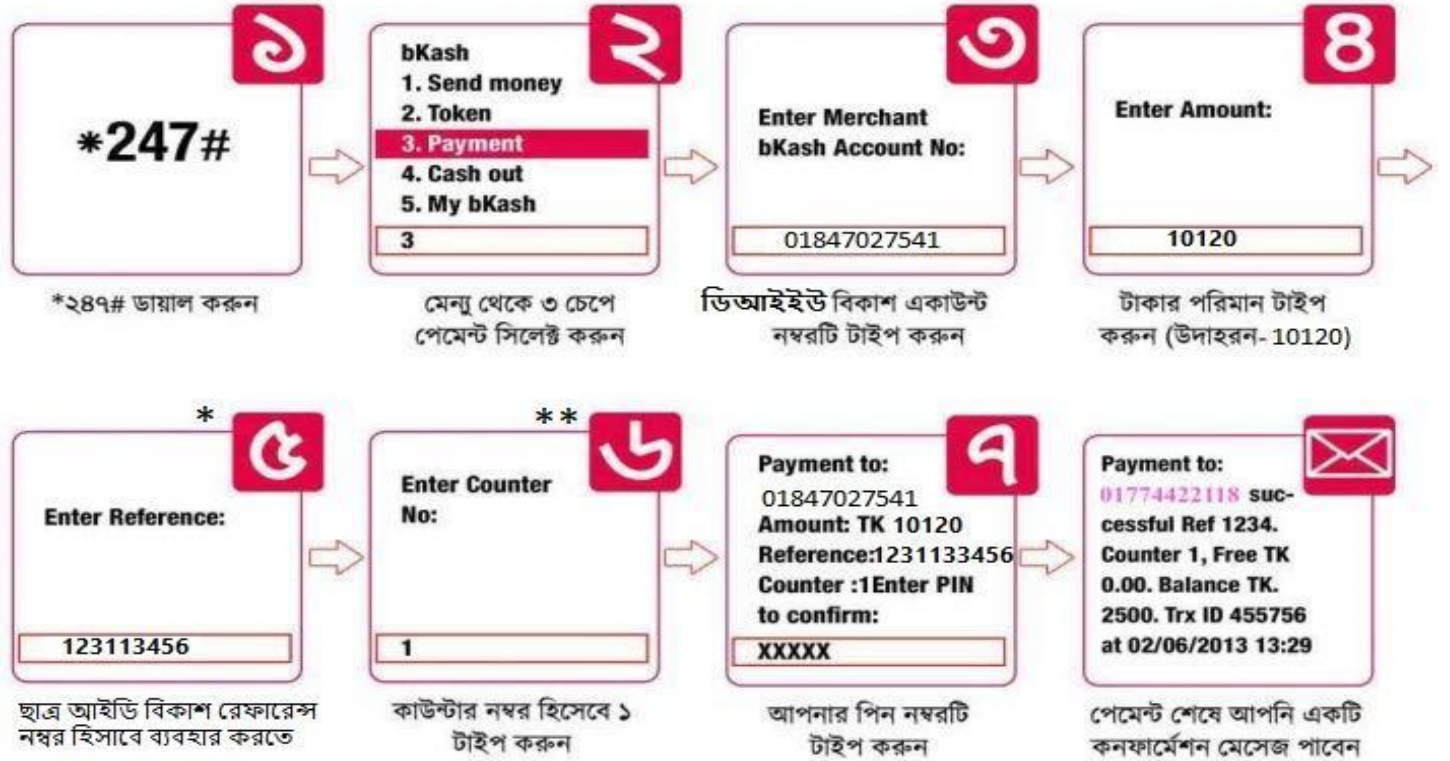 ১
*247#
*২৪৭# ডায়াল করুন
২
bKash
1. Send money
2. Token
3. Payment
4. Cash out
5. My bKash
3
মেন্যু থেকে ৩ চেপে
পেমেন্ট সিলেক্ট করুন
৩
Enter Merchant
bKash Account No:
01847027541
ডিআইইউ বিকাশ একাউন্ট
নম্বরটি টাইপ করুন
৪
Enter Amount:
10120
টাকার পরিমান টাইপ
করুন (উদাহরন- 10120)
*
৫
Enter Reference:
123113456
ছাত্র আইডি বিকাশ রেফারেন্স
নম্বর হিসাবে ব্যবহার করতে
**
৬
Enter Counter
No:
1
কাউন্টার নম্বর হিসেবে ১
টাইপ করুন
৭
Payment to:
01847027541
Amount: TK 10120
Reference:1231133456
Counter :1Enter PIN
to confirm:
XXXXX
আপনার পিন নম্বরটি
টাইপ করুন
Payment to:
01774422118 suc-
cessful Ref 1234.
Counter 1, Free TK
0.00. Balance TK.
2500. Trx ID 455756
at 02/06/2013 13:29
পেমেন্ট শেষে আপনি একটি
কনফার্মেশন মেসেজ পাবেন